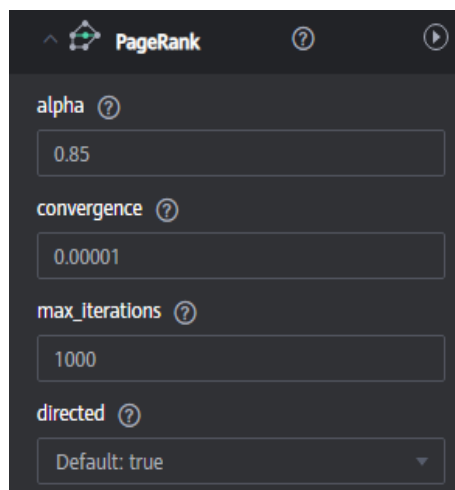 PageRank
alpha
0.85
convergence
0.00001
max_iterations
1000
directed
Default: true